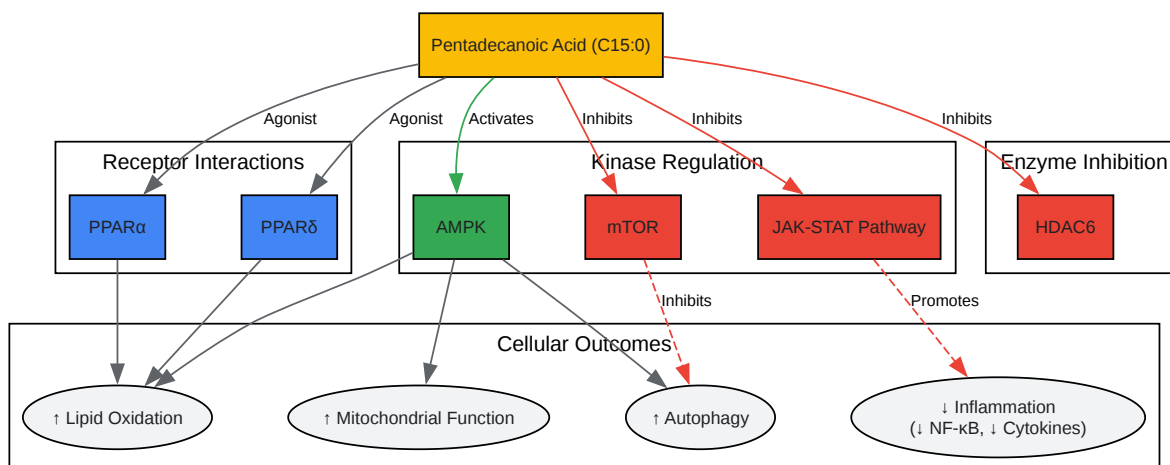 Pentadecanoic Acid (C15:0)
Agonist
Agonist
Activates
Inhibits
Inhibits
Inhibits
Receptor Interactions
Kinase Regulation
Enzyme Inhibition
PPARα
PPARδ
AMPK
mTOR
JAK-STAT Pathway
HDAC6
Inhibits
Promotes
Cellular Outcomes
↑ Lipid Oxidation
↑ Mitochondrial Function
↑ Autophagy
↓ Inflammation
(↓ NF-κB, ↓ Cytokines)